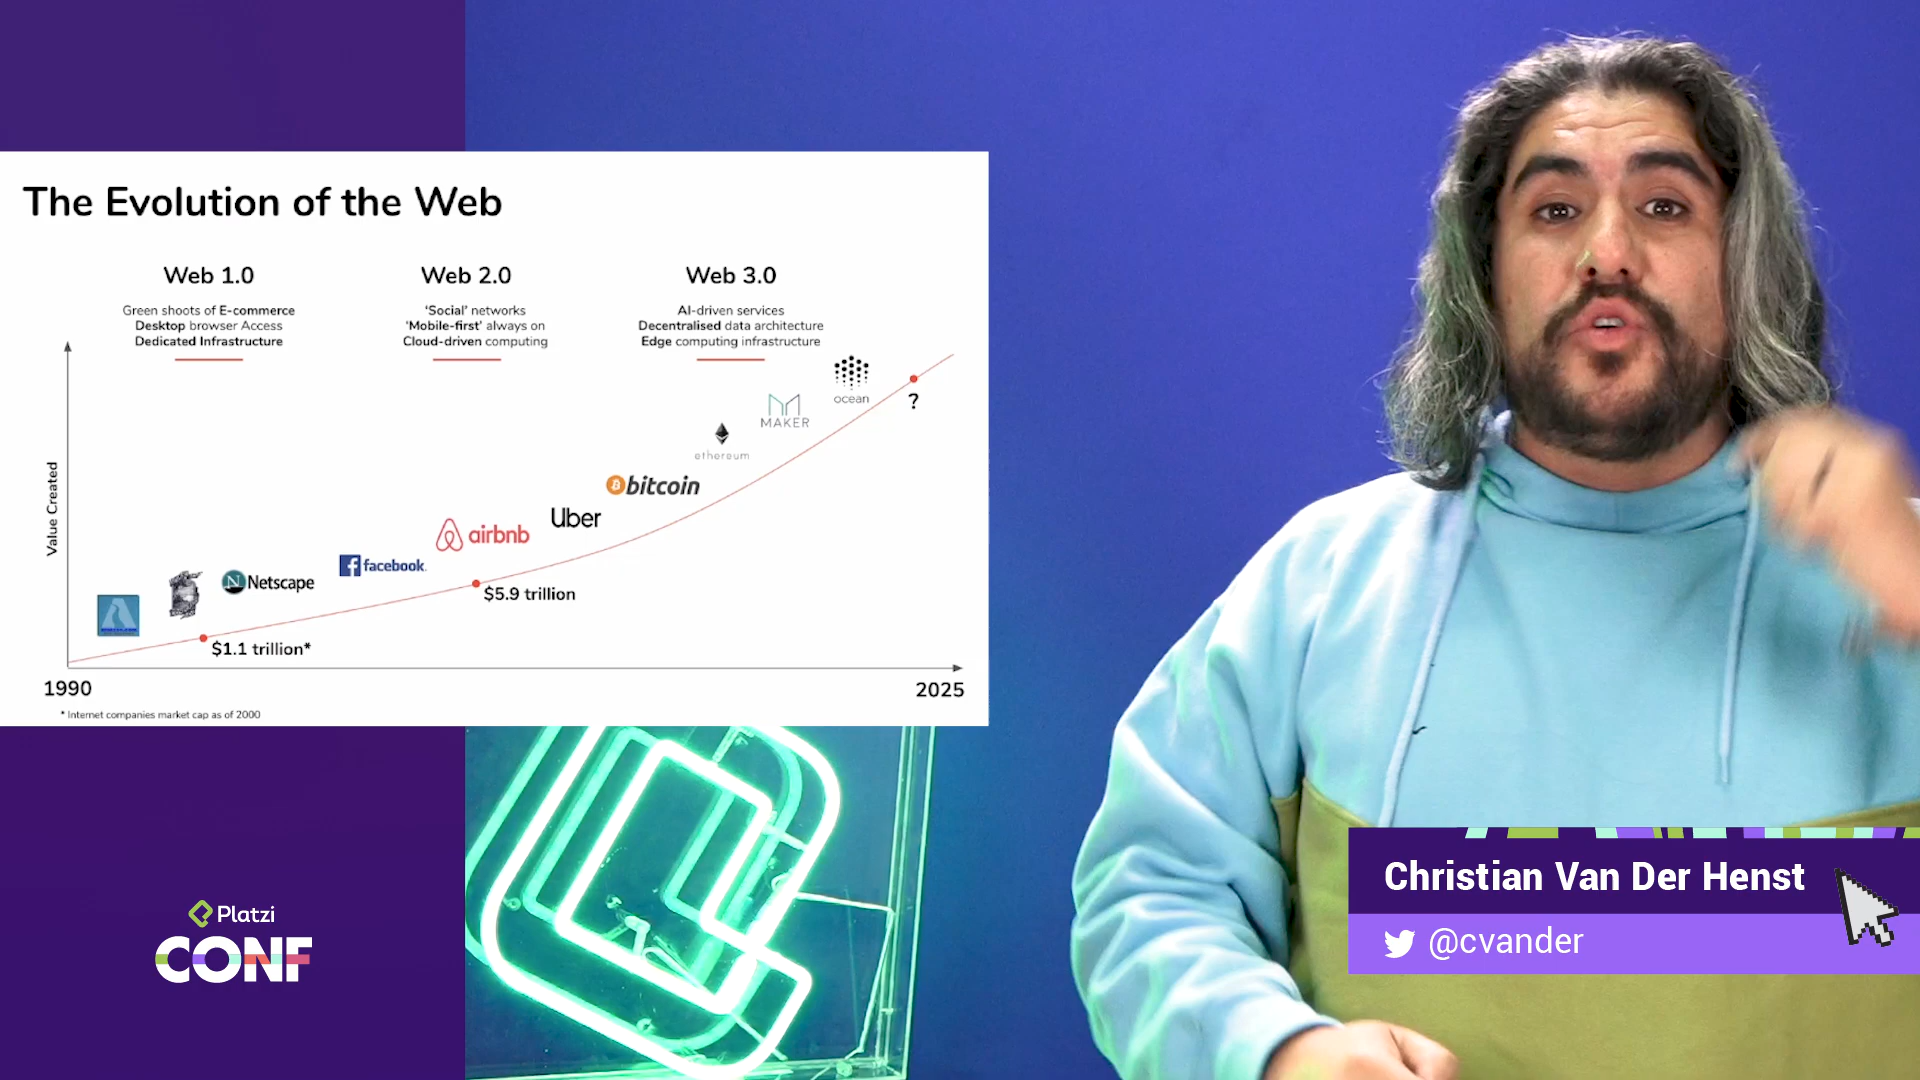 The Evolution of the Web
Web 1.0
Green shoots of E-commerce
Desktop browser Access
Dedicated Infrastructure
Web 2.0
‘Social’ networks
‘Mobile-first’ always on
Cloud-driven computing
Web 3.0
AI-driven services
Decentralised data architecture
Edge computing infrastructure
Value Created
Netscape
facebook.
airbnb
Uber
bitcoin
ethereum
MAKER
ocean
?
$1.1 trillion*
$5.9 trillion
1990
2025
* Internet companies market cap as of 2000
Platzi
CONF
Christian Van Der Henst
@cvander